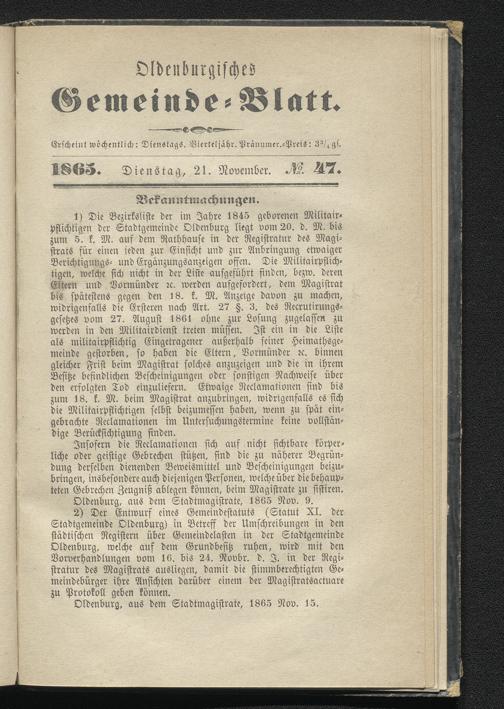 Oldenburgisches
Gemeinde-Blatt.
Erscheint wöchentlich: Dienstags. Vierteljähr. Pränumer.-Preis: 3¾ gſ.
1865. Dienstag, 21. November. № 47.
Bekanntmachungen.
1) Die Bezirksliste der im Jahre 1845 geborenen Militair-
pflichtigen der Stadtgemeinde Oldenburg liegt vom 20. d. M. bis
zum 5. k. M. auf dem Rathhause in der Registratur des Magi-
strats für einen jeden zur Einsicht und zur Anbringung etwaiger
Berichtigungs- und Ergänzungsanzeigen offen. Die Militairpflich-
tigen, welche sich nicht in der Liste aufgeführt finden, bezw. deren
Eltern und Vormünder ꝛc. werden aufgefordert, dem Magistrat
bis spätestens gegen den 18. k. M. Anzeige davon zu machen,
widrigenfalls die Ersteren nach Art. 27 §. 3. des Recrutirungs-
gesetzes vom 27. August 1861 ohne zur Losung zugelassen zu
werden in den Militairdienst treten müssen. Ist ein in die Liste
als militairpflichtig Eingetragener außerhalb seiner Heimathsge-
meinde gestorben, so haben die Eltern, Vormünder ꝛc. binnen
gleicher Frist beim Magistrat solches anzuzeigen und die in ihrem
Besitze befindlichen Bescheinigungen oder sonstigen Nachweise über
den erfolgten Tod einzuliefern. Etwaige Reclamationen sind bis
zum 18. k. M. beim Magistrat anzubringen, widrigenfalls es sich
die Militairpflichtigen selbst beizumessen haben, wenn zu spät ein-
gebrachte Reclamationen im Untersuchungstermine keine vollstän-
dige Berücksichtigung finden.
Insofern die Reclamationen sich auf nicht sichtbare körper-
liche oder geistige Gebrechen stützen, sind die zu näherer Begrün-
dung derselben dienenden Beweismittel und Bescheinigungen beizu-
bringen, insbesondere auch diejenigen Personen, welche über die behaup-
teten Gebrechen Zeugniß ablegen können, beim Magistrate zu sistiren.
Oldenburg, aus dem Stadtmagistrate, 1865 Nov. 9.
2) Der Entwurf eines Gemeindestatuts (Statut XI. der
Stadtgemeinde Oldenburg) in Betreff der Umschreibungen in den
städtischen Registern über Gemeindelasten in der Stadtgemeinde
Oldenburg, welche auf dem Grundbesitz ruhen, wird mit den
Vorverhandlungen vom 16. bis 24. Novbr. d. J. in der Regi-
stratur des Magistrats ausliegen, damit die stimmberechtigten Ge-
meindebürger ihre Ansichten darüber einem der Magistratsactuare
zu Protokoll geben können.
Oldenburg, aus dem Stadtmagistrate, 1865 Nov. 15.